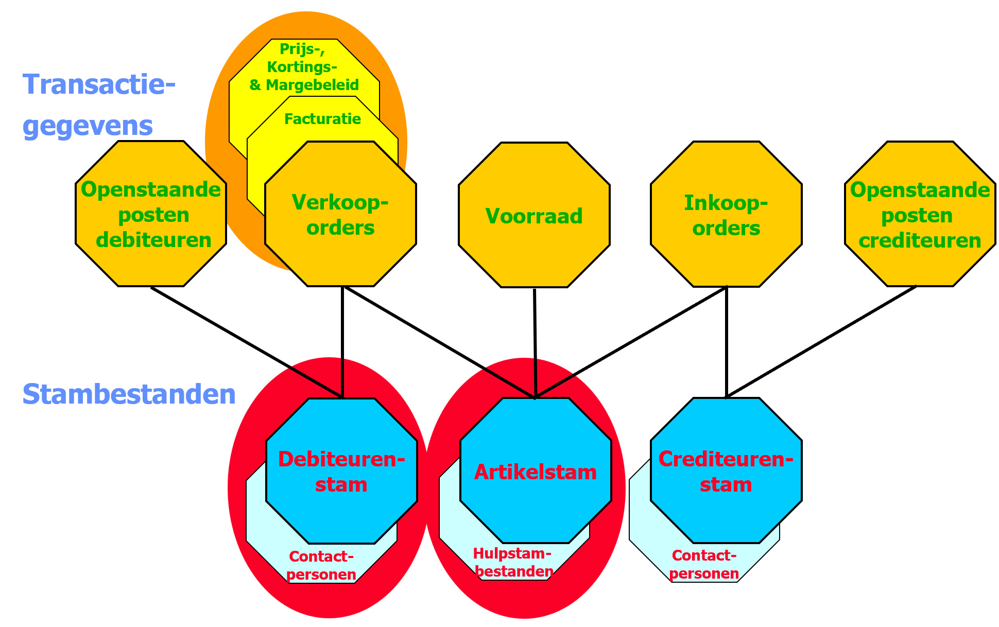 Transactie-
gegevens
Prijs-,
Kortings-
& Margebeleid
Facturatie
Openstaande
posten
debiteuren
Verkoop-
orders
Voorraad
Inkoop-
orders
Openstaande
posten
crediteuren
Stambestanden
Debiteuren-
stam
Contact-
personen
Artikelstam
Hulpstam-
bestanden
Crediteuren-
stam
Contact-
personen